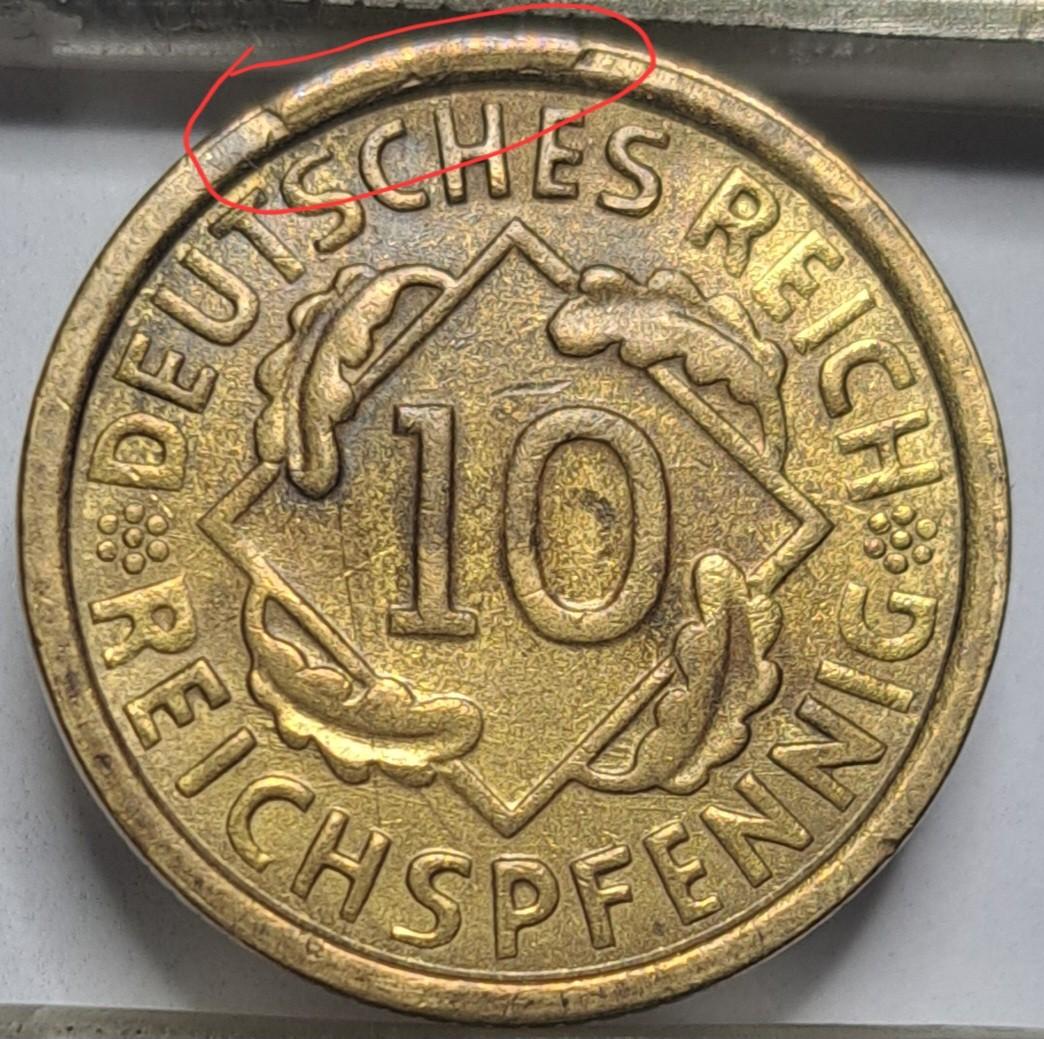 DEUTSCHES REICH
10
REICHSPFENNIG